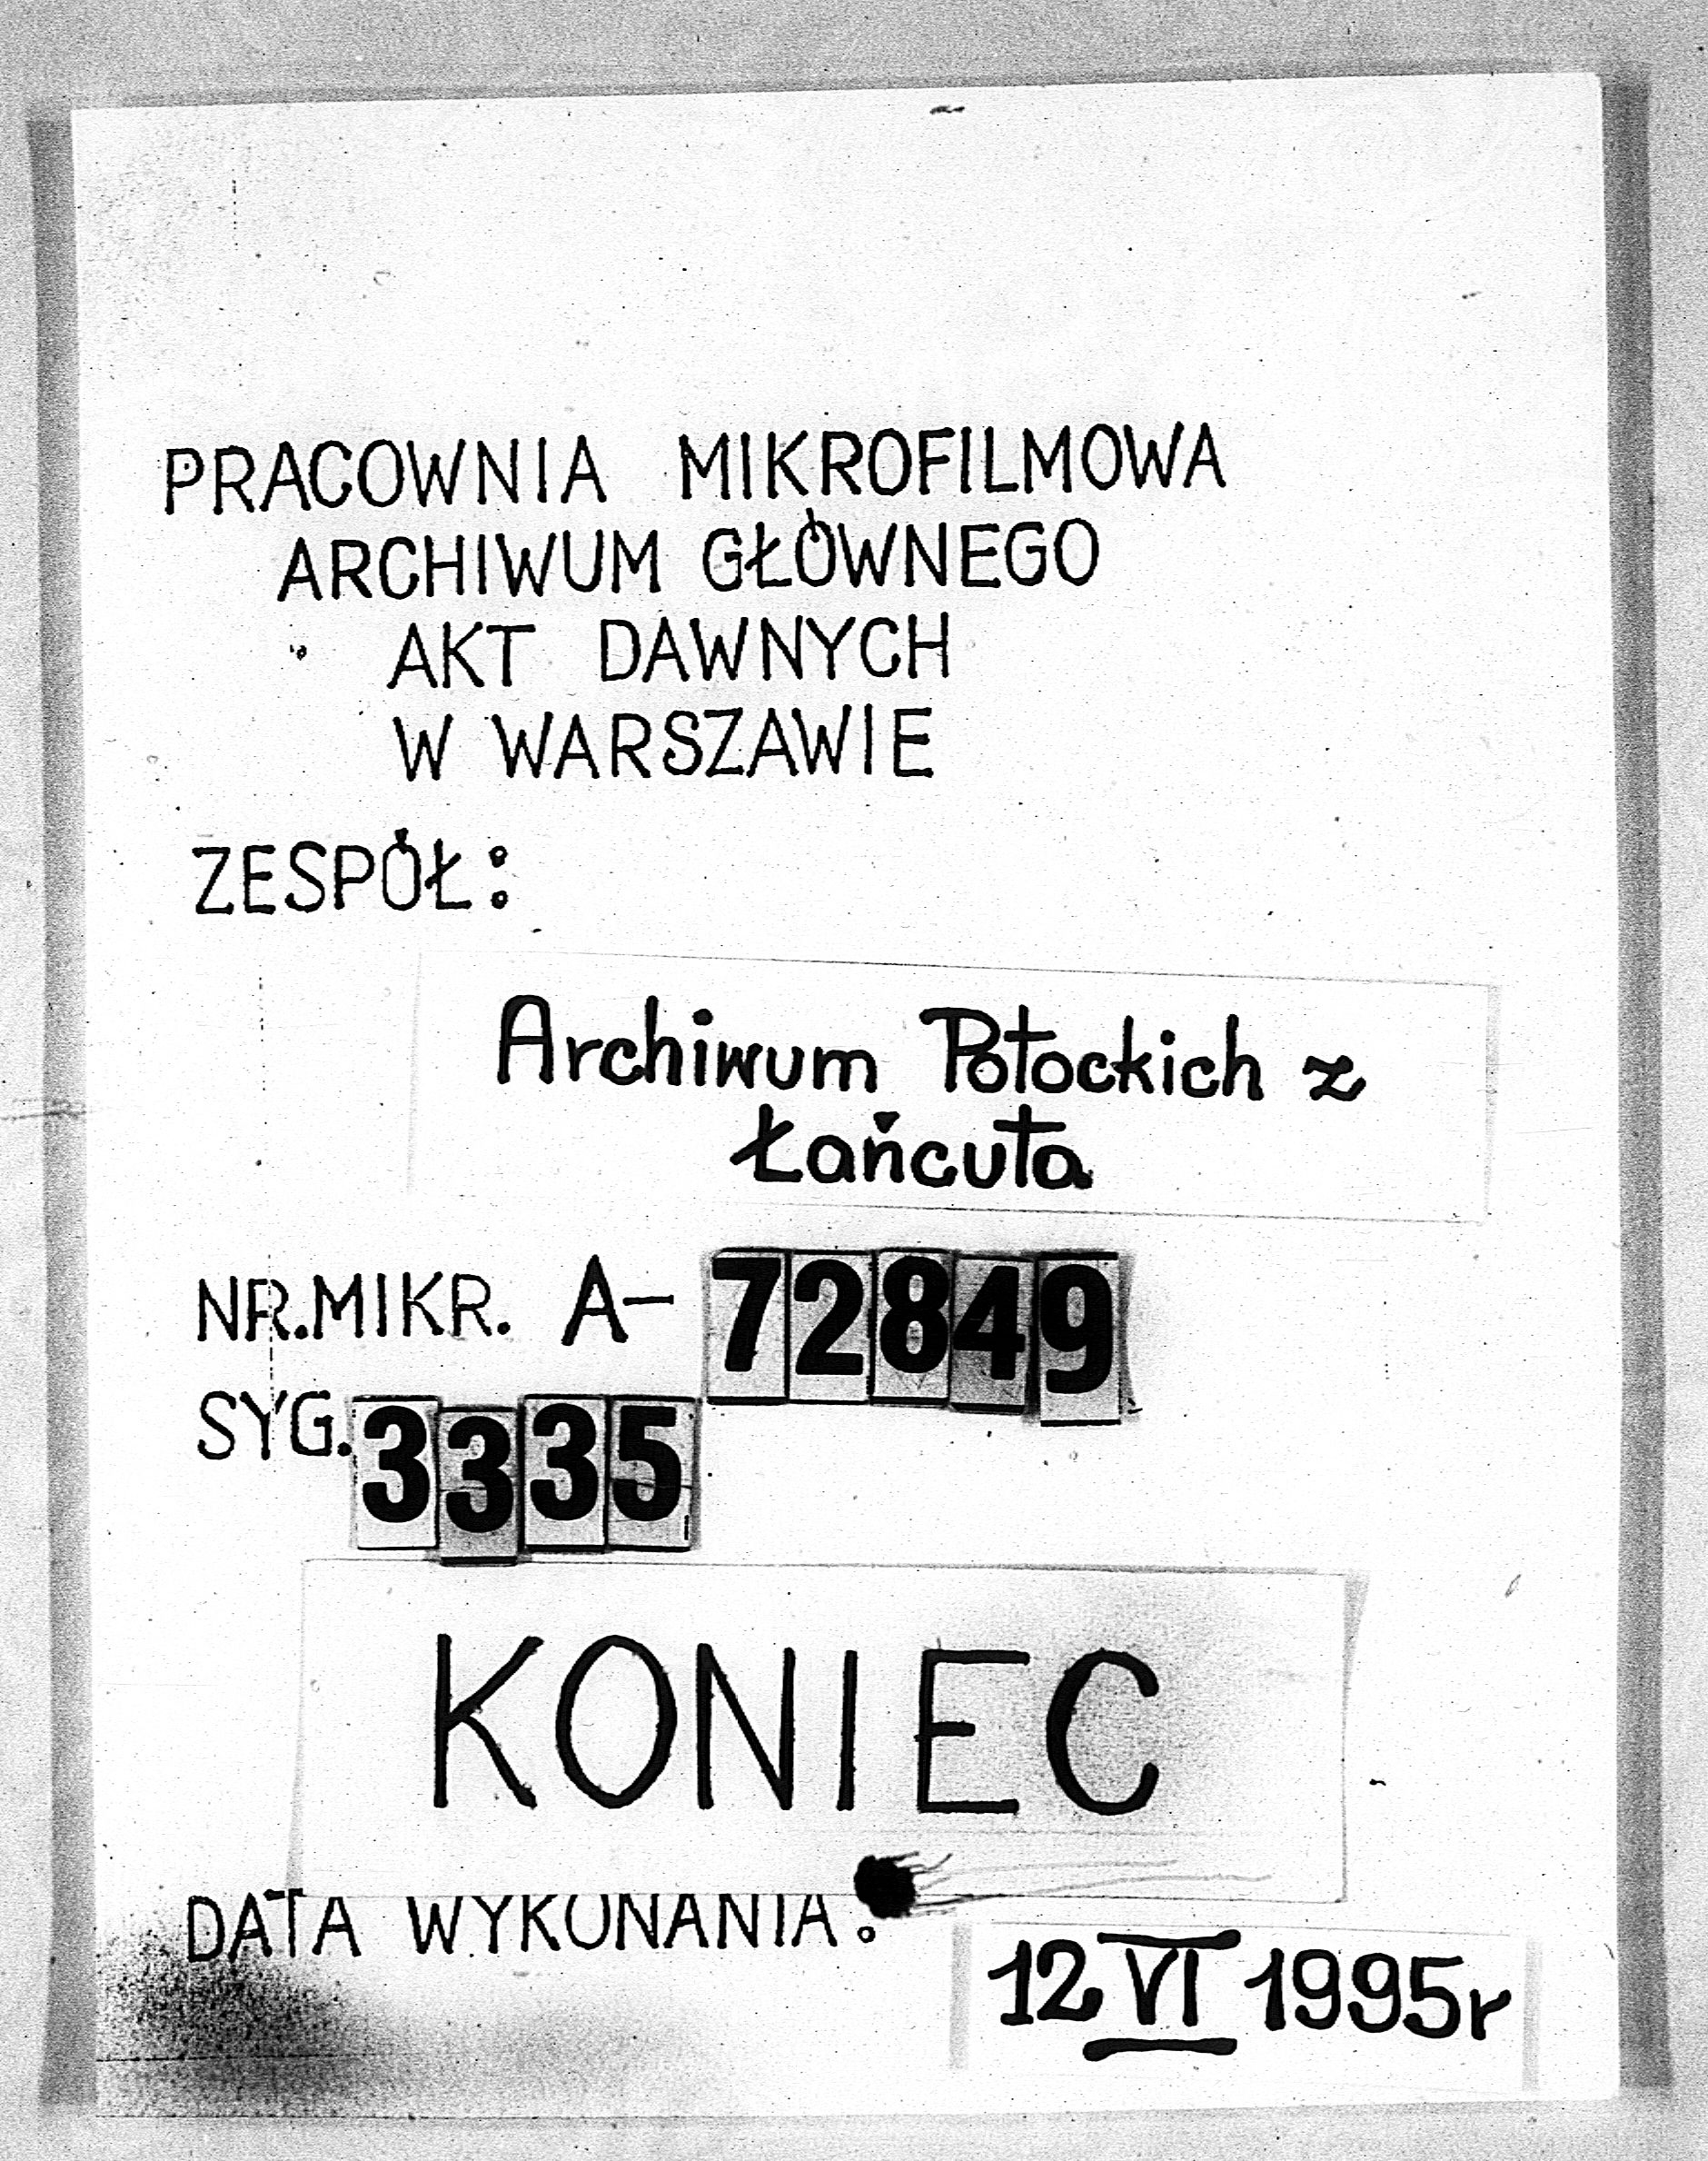 PRACOWNIA MIKROFILMOWA
ARCHIWUM GŁÓWNEGO
AKT DAWNYCH
W WARSZAWIE
ZESPÓŁ:
Archiwum Potockich z
Łańcuta
NR.MIKR. A-72849
SYG. 3335
KONIEC
DATA WYKONANIA:
12 VI 1995r